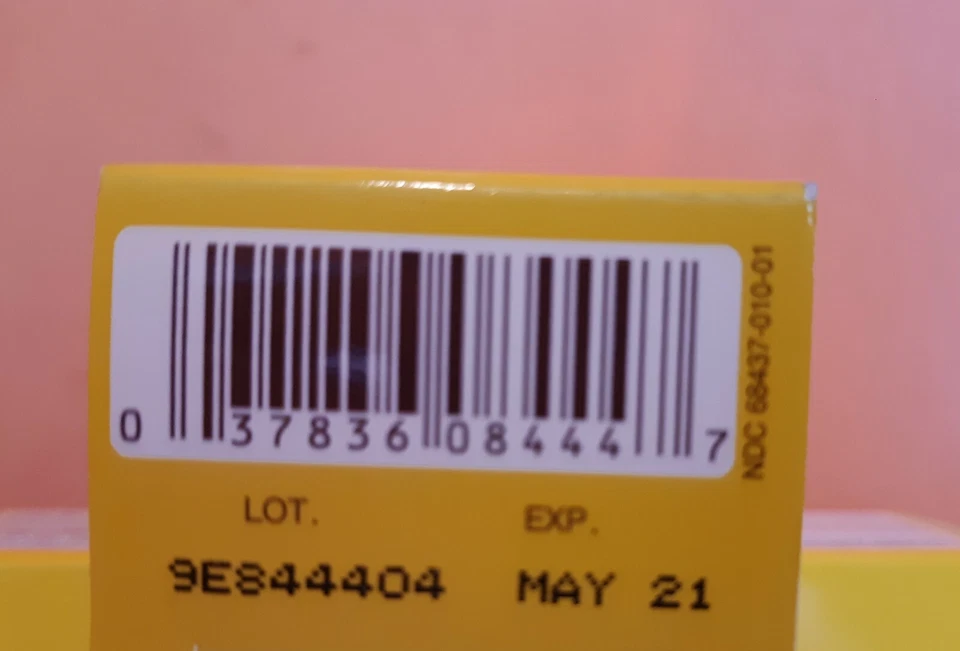 0 37836 08444 7
NDC 68437-010-01
LOT. EXP.
9E844404 MAY 21